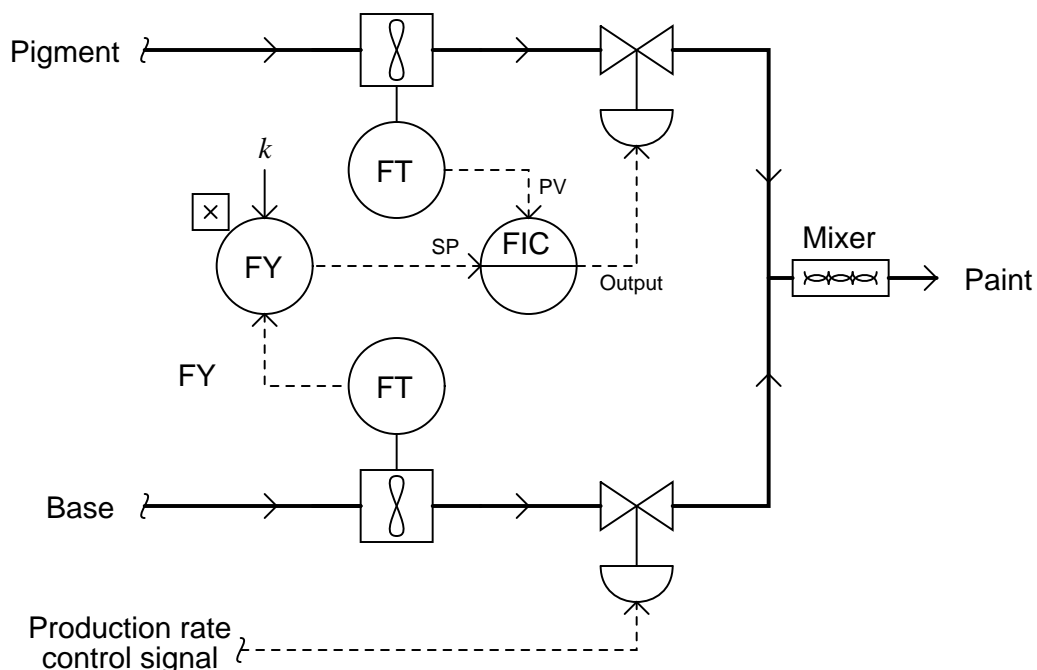 Pigment
FT
k
PV
×
FIC
SP
FY
Output
Mixer
Paint
FY
FT
Base
Production rate
control signal